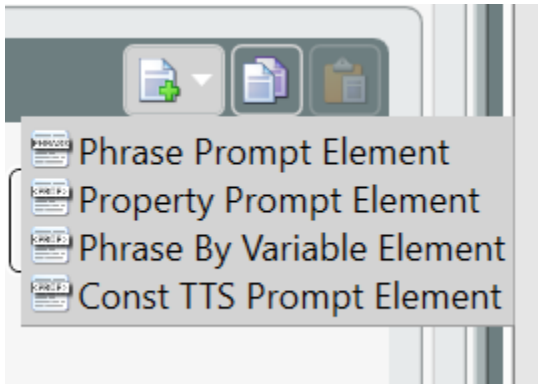 Phrase Prompt Element
Property Prompt Element
Phrase By Variable Element
Const TTS Prompt Element